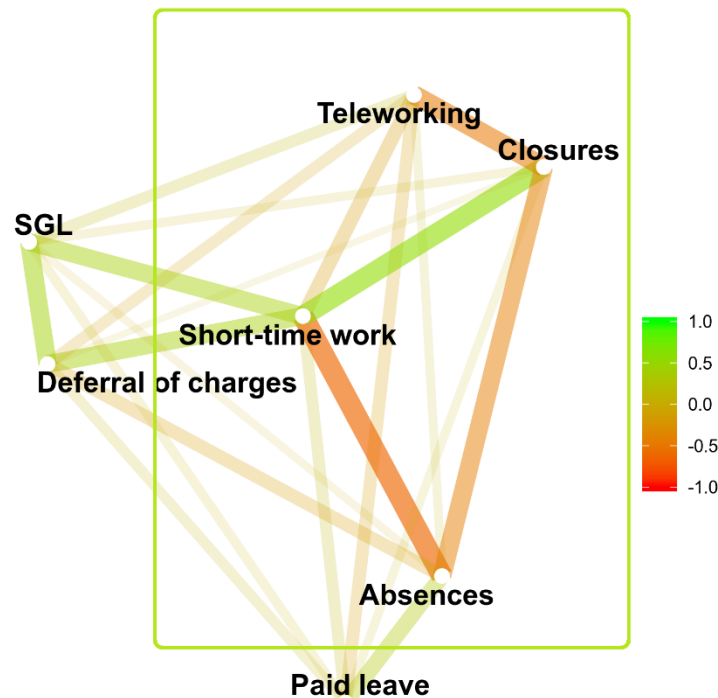 Teleworking
Closures
SGL
Short-time work
Deferral of charges
Absences
Paid leave
1.0
0.5
0.0
-0.5
-1.0